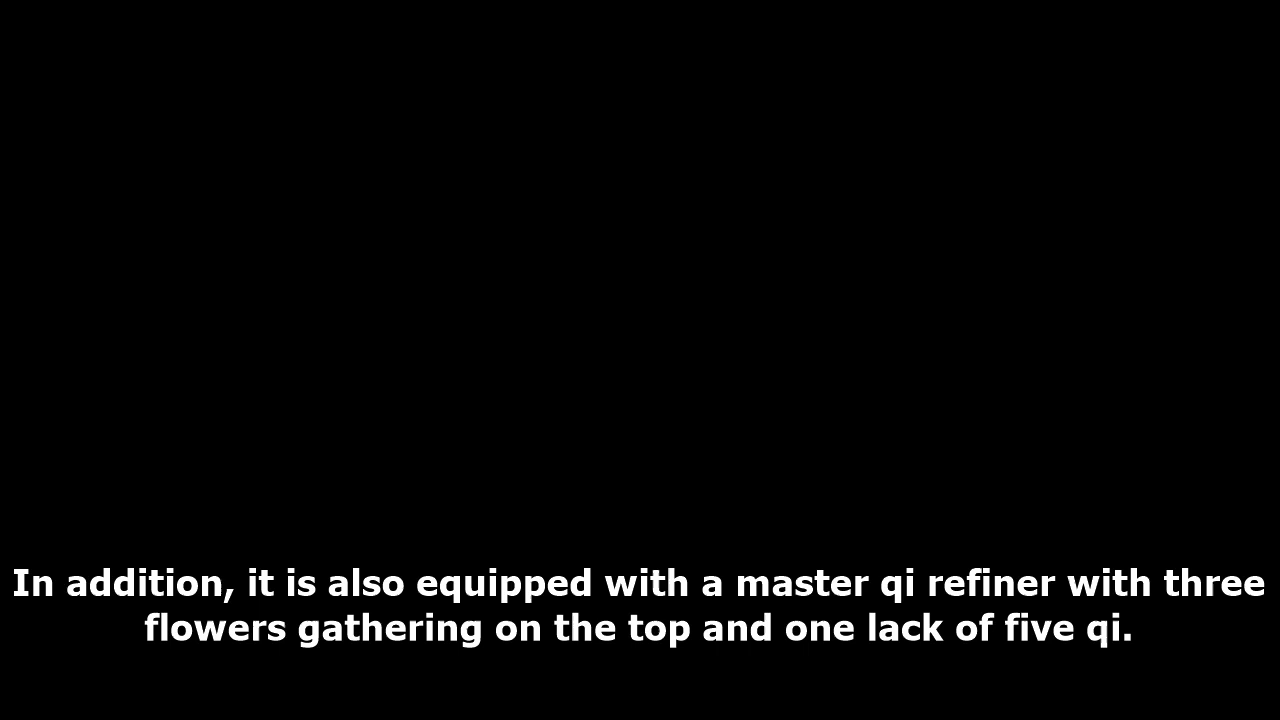 In addition, it is also equipped with a master qi refiner with three
flowers gathering on the top and one lack of five qi.